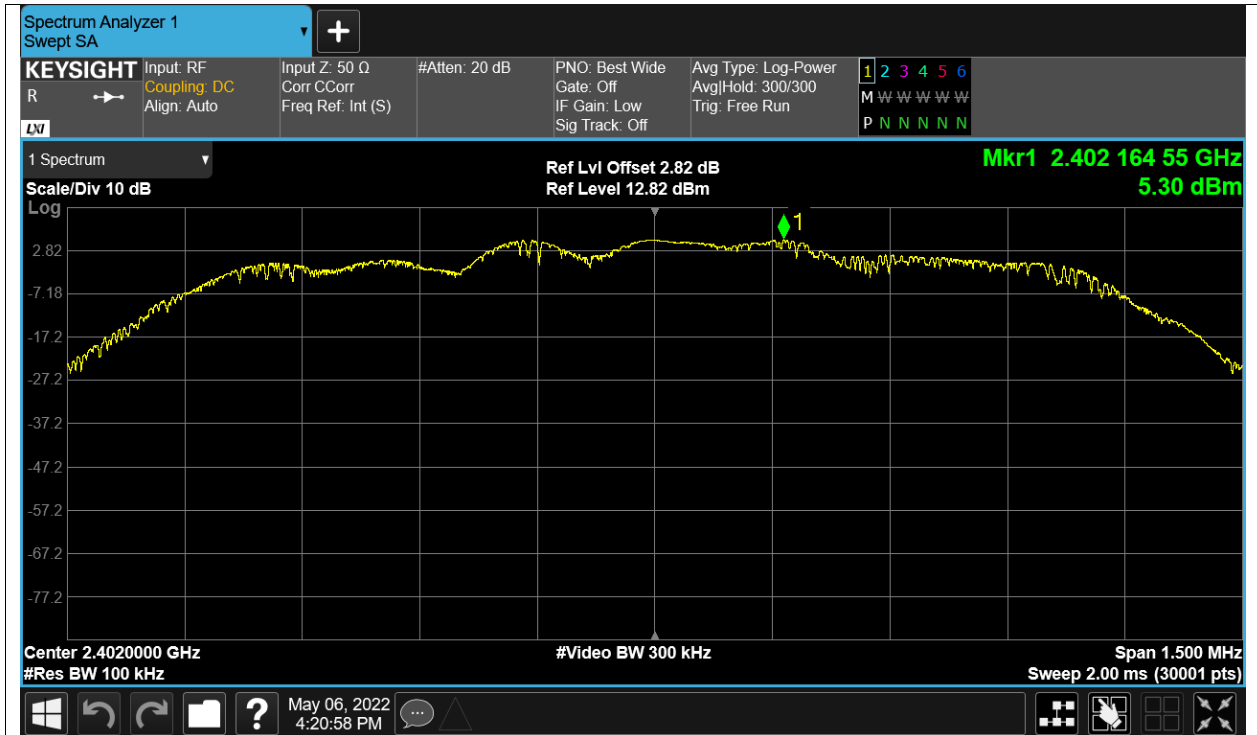 Spectrum Analyzer 1
Swept SA
▼
+
KEYSIGHT
R
LXI
Input: RF
Coupling: DC
Align: Auto
Input Z: 50 Ω
Corr CCorr
Freq Ref: Int (S)
#Atten: 20 dB
PNO: Best Wide
Gate: Off
IF Gain: Low
Sig Track: Off
Avg Type: Log-Power
Avg|Hold: 300/300
Trig: Free Run
1 2 3 4 5 6
M W W W W W
P N N N N N
1 Spectrum ▼
Scale/Div 10 dB
Log
Ref Lvl Offset 2.82 dB
Ref Level 12.82 dBm
Mkr1 2.402 164 55 GHz
5.30 dBm
1
2.82
-7.18
-17.2
-27.2
-37.2
-47.2
-57.2
-67.2
-77.2
Center 2.4020000 GHz
#Res BW 100 kHz
#Video BW 300 kHz
Span 1.500 MHz
Sweep 2.00 ms (30001 pts)
?
May 06, 2022
4:20:58 PM